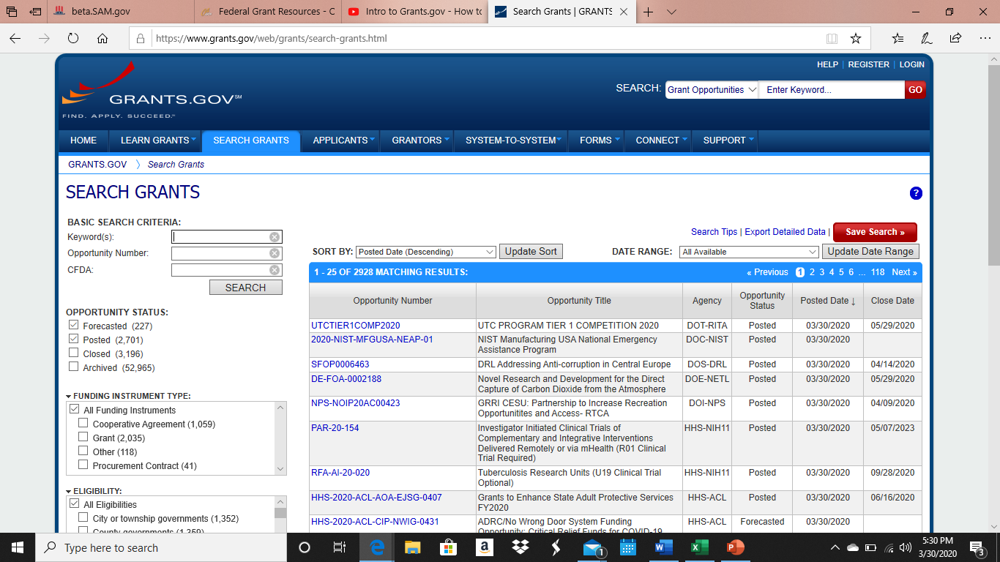 beta.SAM.gov
Federal Grant Resources - C
Intro to Grants.gov - How to
Search Grants | GRANTS
https://www.grants.gov/web/grants/search-grants.html
HELP | REGISTER | LOGIN
GRANTS.GOV℠
FIND. APPLY. SUCCEED.℠
SEARCH: Grant Opportunities Enter Keyword... GO
HOME LEARN GRANTS SEARCH GRANTS APPLICANTS GRANTORS SYSTEM-TO-SYSTEM FORMS CONNECT SUPPORT
GRANTS.GOV 〉 Search Grants
SEARCH GRANTS
?
BASIC SEARCH CRITERIA:
Keyword(s):
Opportunity Number:
CFDA:
SEARCH
OPPORTUNITY STATUS:
Forecasted (227)
Posted (2,701)
Closed (3,196)
Archived (52,965)
FUNDING INSTRUMENT TYPE:
All Funding Instruments
Cooperative Agreement (1,059)
Grant (2,035)
Other (118)
Procurement Contract (41)
ELIGIBILITY:
All Eligibilities
City or township governments (1,352)
County governments (1,359)
Search Tips | Export Detailed Data | Save Search »
SORT BY: Posted Date (Descending) Update Sort DATE RANGE: All Available Update Date Range
1 - 25 OF 2928 MATCHING RESULTS: « Previous 1 2 3 4 5 6 ... 118 Next »
Opportunity Number Opportunity Title Agency Opportunity Status Posted Date ↓ Close Date
UTCTIER1COMP2020 UTC PROGRAM TIER 1 COMPETITION 2020 DOT-RITA Posted 03/30/2020 05/29/2020
2020-NIST-MFGUSA-NEAP-01 NIST Manufacturing USA National Emergency DOC-NIST Posted 03/30/2020
Assistance Program
SFOP0006463 DRL Addressing Anti-corruption in Central Europe DOS-DRL Posted 03/30/2020 04/14/2020
DE-FOA-0002188 Novel Research and Development for the Direct DOE-NETL Posted 03/30/2020 05/29/2020
Capture of Carbon Dioxide from the Atmosphere
NPS-NOIP20AC00423 GRRI CESU: Partnership to Increase Recreation DOI-NPS Posted 03/30/2020 04/09/2020
Opportunitites and Access- RTCA
PAR-20-154 Investigator Initiated Clinical Trials of HHS-NIH11 Posted 03/30/2020 05/07/2023
Complementary and Integrative Interventions
Delivered Remotely or via mHealth (R01 Clinical
Trial Required)
RFA-AI-20-020 Tuberculosis Research Units (U19 Clinical Trial HHS-NIH11 Posted 03/30/2020 09/28/2020
Optional)
HHS-2020-ACL-AOA-EJSG-0407 Grants to Enhance State Adult Protective Services HHS-ACL Posted 03/30/2020 06/16/2020
FY2020
HHS-2020-ACL-CIP-NWIG-0431 ADRC/No Wrong Door System Funding HHS-ACL Forecasted 03/30/2020
Opportunity: Critical Relief Funds for COVID-19
Type here to search
1
5:30 PM
3/30/2020
3